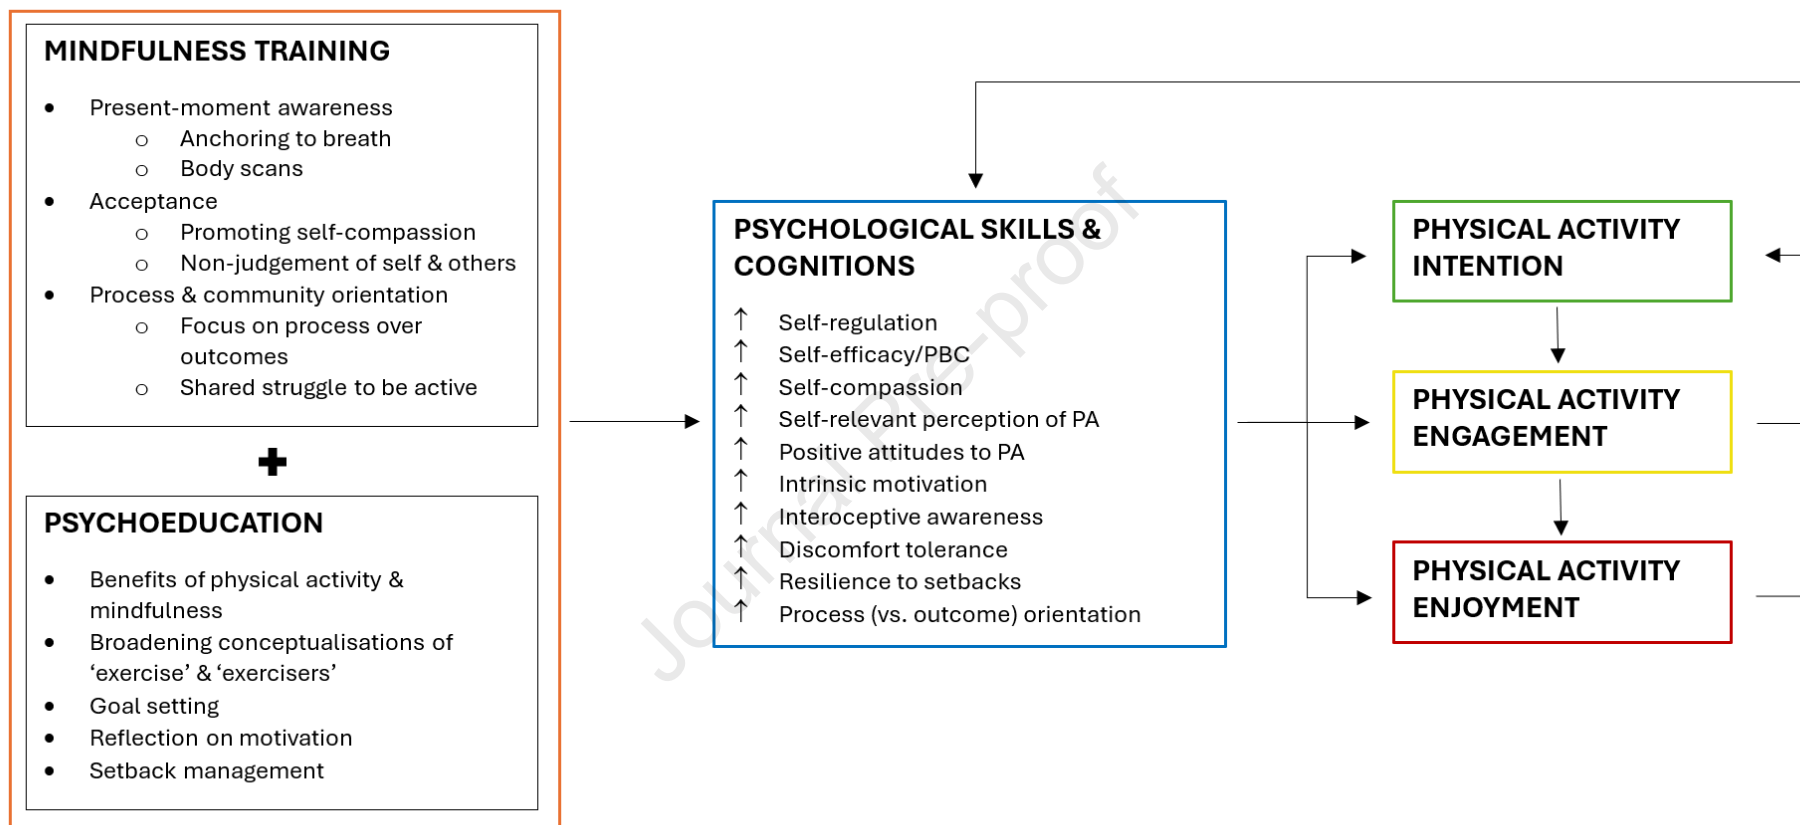 MINDFULNESS TRAINING
• Present-moment awareness
o Anchoring to breath
o Body scans
• Acceptance
o Promoting self-compassion
o Non-judgement of self & others
• Process & community orientation
o Focus on process over
outcomes
o Shared struggle to be active
PSYCHOEDUCATION
• Benefits of physical activity &
mindfulness
• Broadening conceptualisations of
‘exercise’ & ‘exercisers’
• Goal setting
• Reflection on motivation
• Setback management
PSYCHOLOGICAL SKILLS &
COGNITIONS
↑ Self-regulation
↑ Self-efficacy/PBC
↑ Self-compassion
↑ Self-relevant perception of PA
↑ Positive attitudes to PA
↑ Intrinsic motivation
↑ Interoceptive awareness
↑ Discomfort tolerance
↑ Resilience to setbacks
↑ Process (vs. outcome) orientation
PHYSICAL ACTIVITY
INTENTION
PHYSICAL ACTIVITY
ENGAGEMENT
PHYSICAL ACTIVITY
ENJOYMENT
Journal Pre-proof